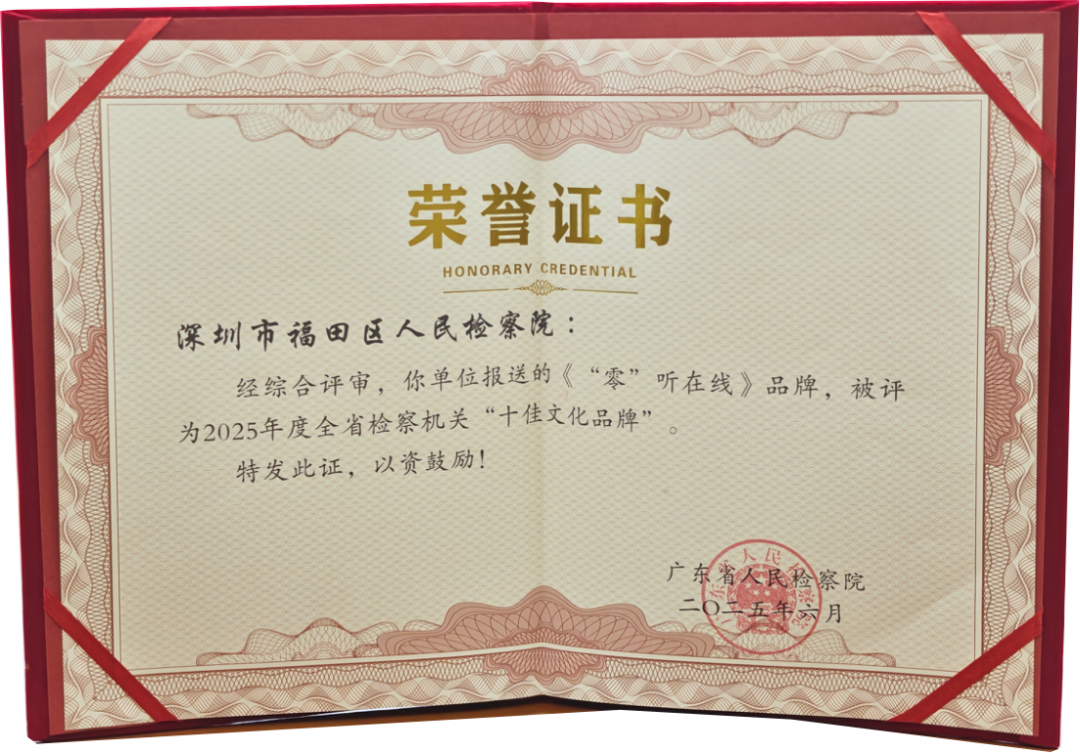 荣誉证书
HONORARY CREDENTIAL
深圳市福田区人民检察院：
经综合评审，你单位报送的《“零”听在线》品牌，被评
为2025年度全省检察机关“十佳文化品牌”。
特发此证，以资鼓励！
广东省人民检察院
二〇二五年六月